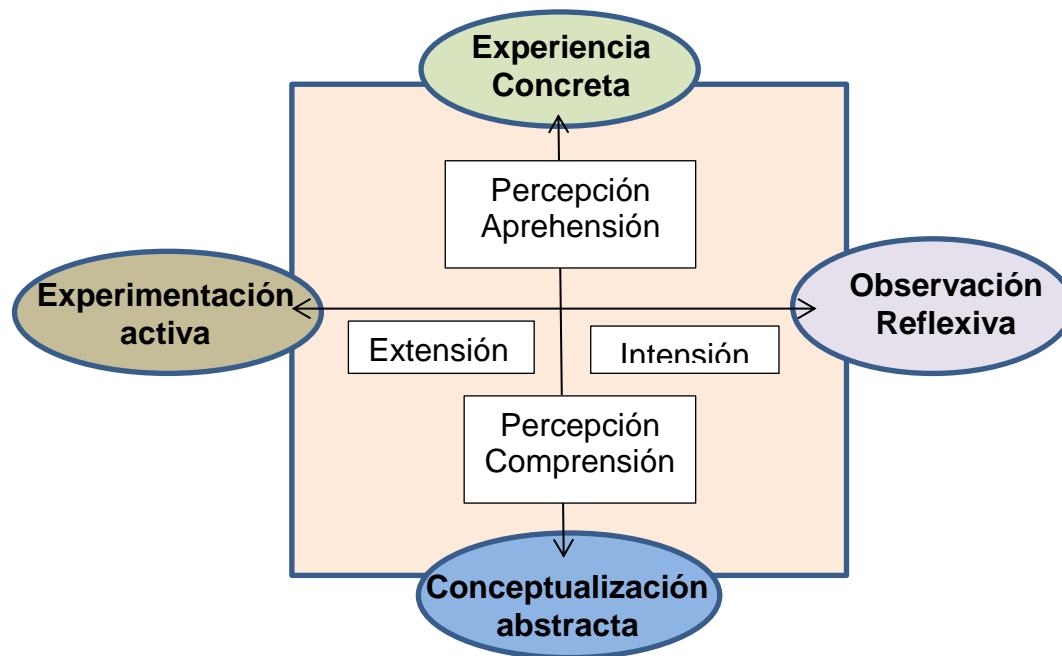 Experiencia
Concreta
Percepción
Aprehensión
Experimentación
activa
Observación
Reflexiva
Extensión
Intensión
Percepción
Comprensión
Conceptualización
abstracta